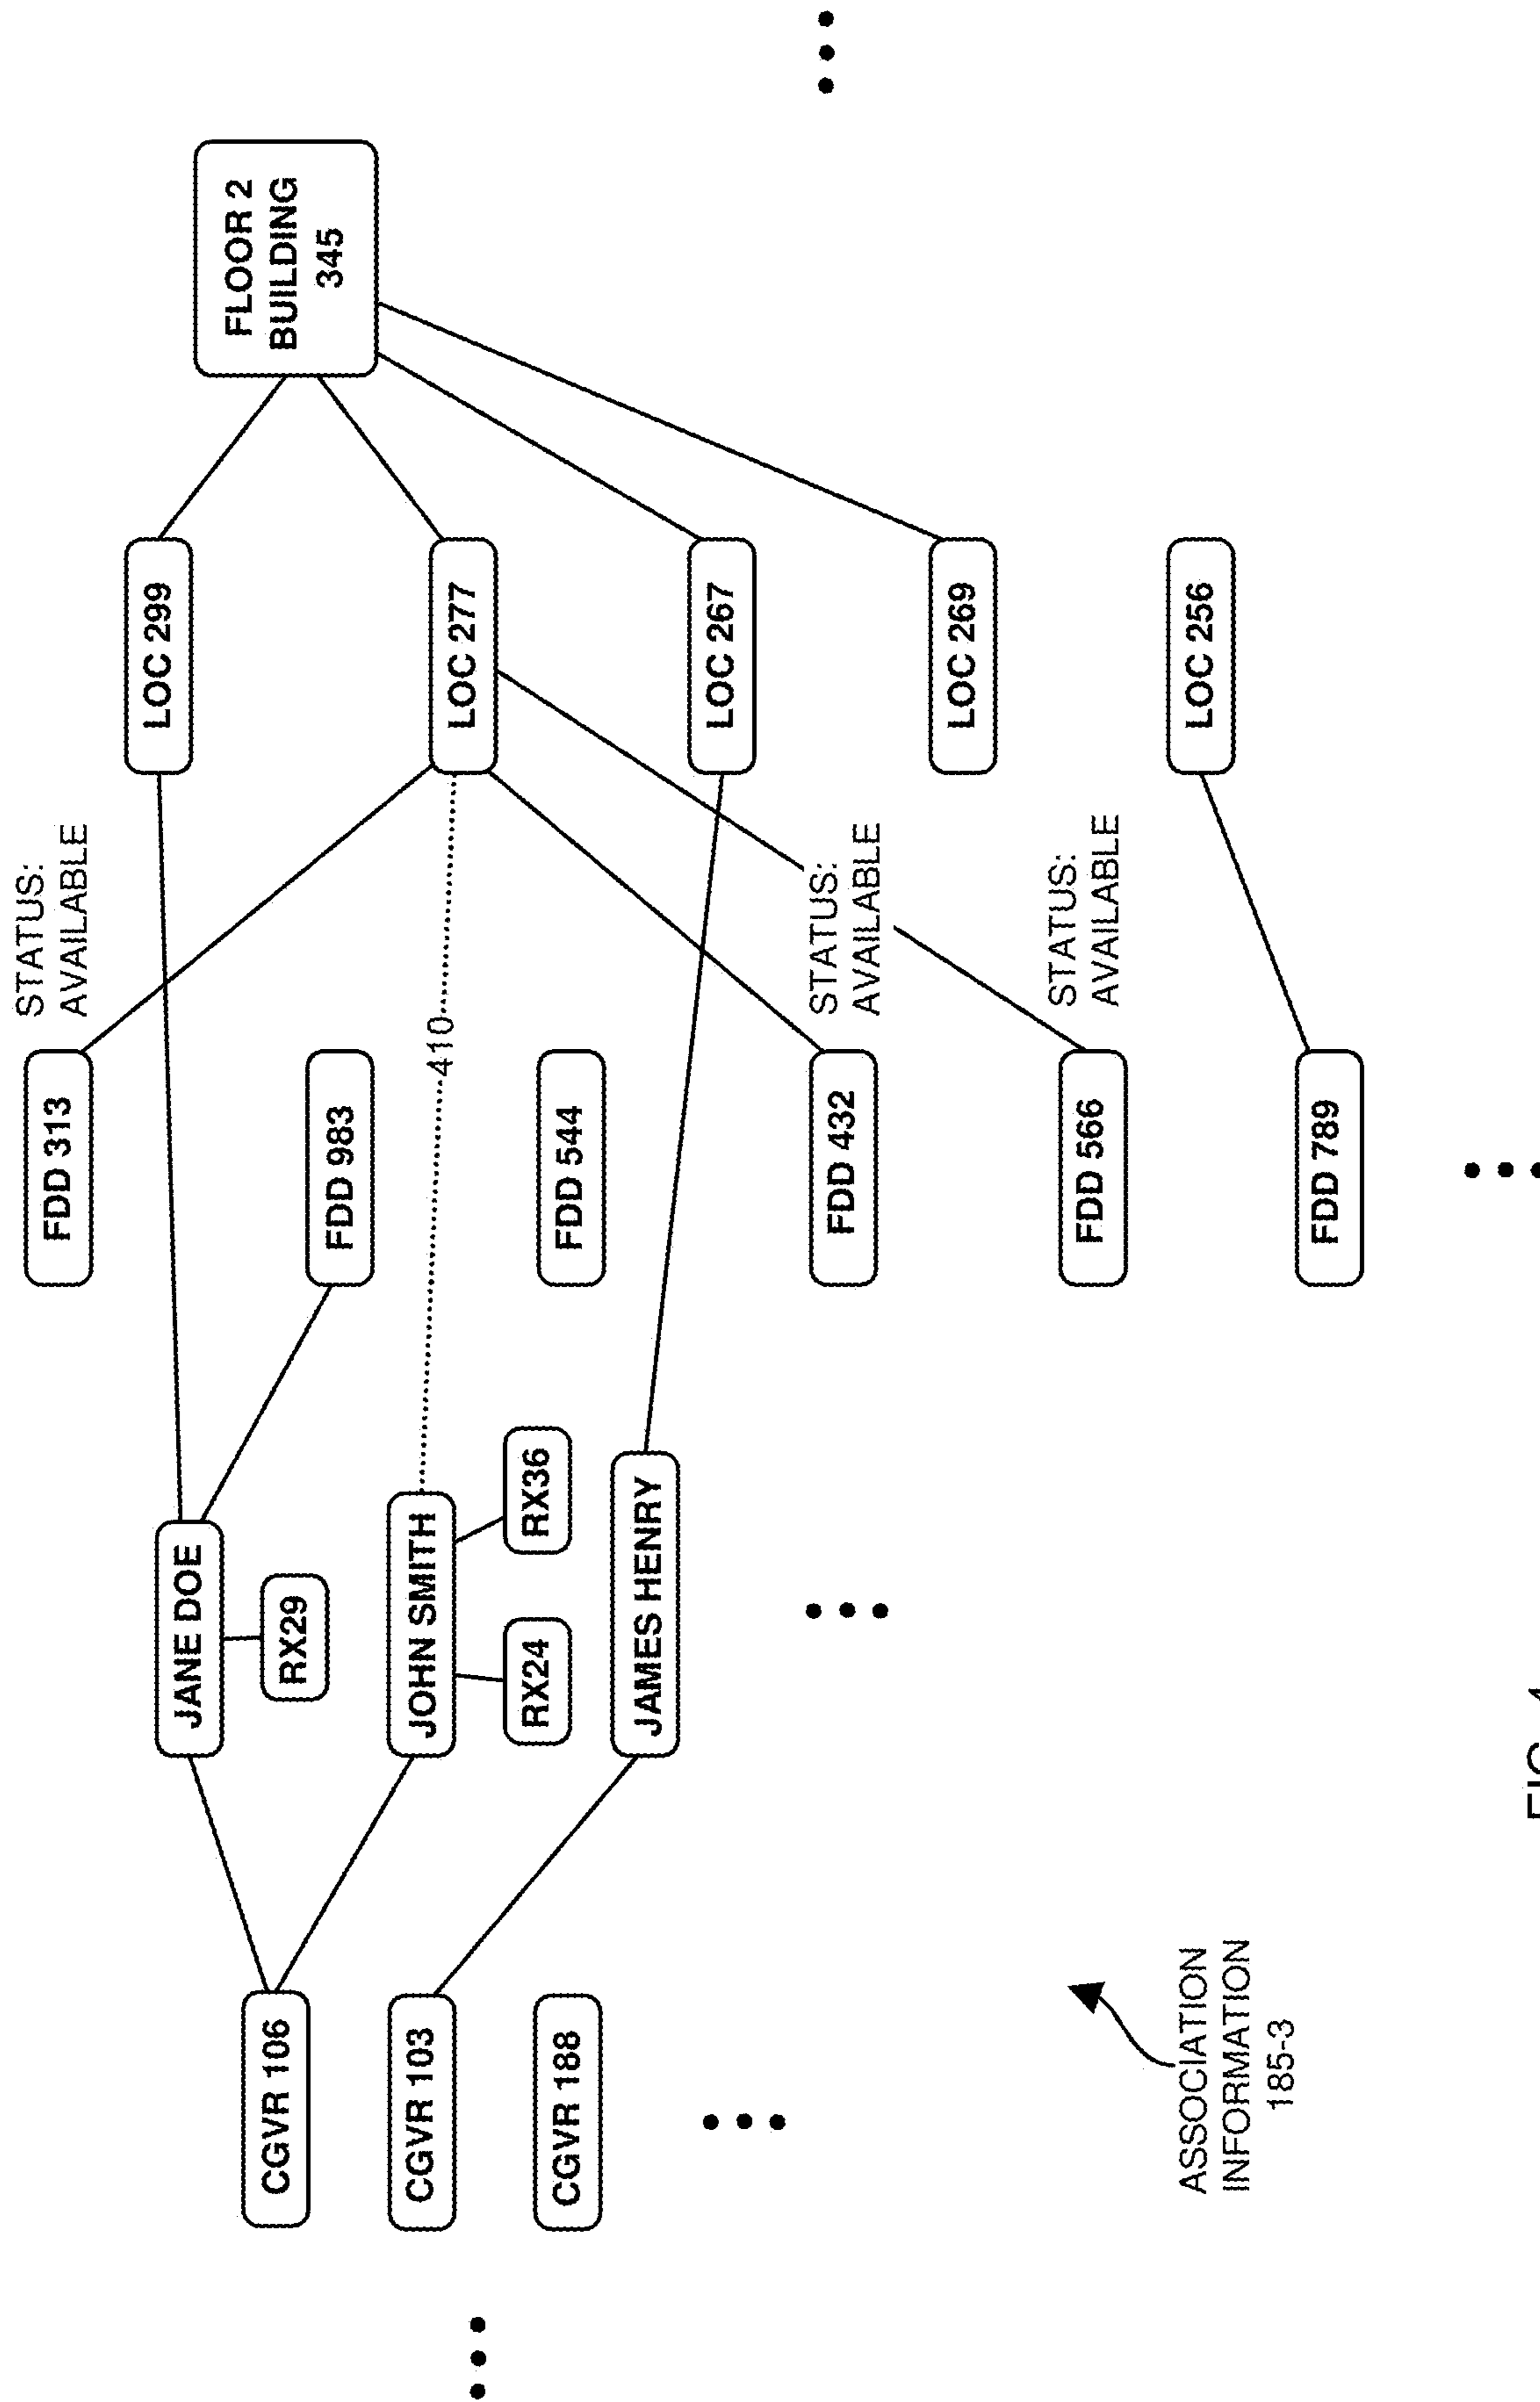 CGVR 106
CGVR 103
CGVR 188
JANE DOE
RX29
JOHN SMITH
RX24
RX36
JAMES HENRY
410
STATUS:
AVAILABLE
FDD 313
FDD 983
FDD 544
STATUS:
AVAILABLE
FDD 432
STATUS:
AVAILABLE
FDD 566
FDD 789
LOC 299
LOC 277
LOC 267
LOC 269
LOC 256
FLOOR 2
BUILDING
345
ASSOCIATION
INFORMATION
185-3
FIG. 4